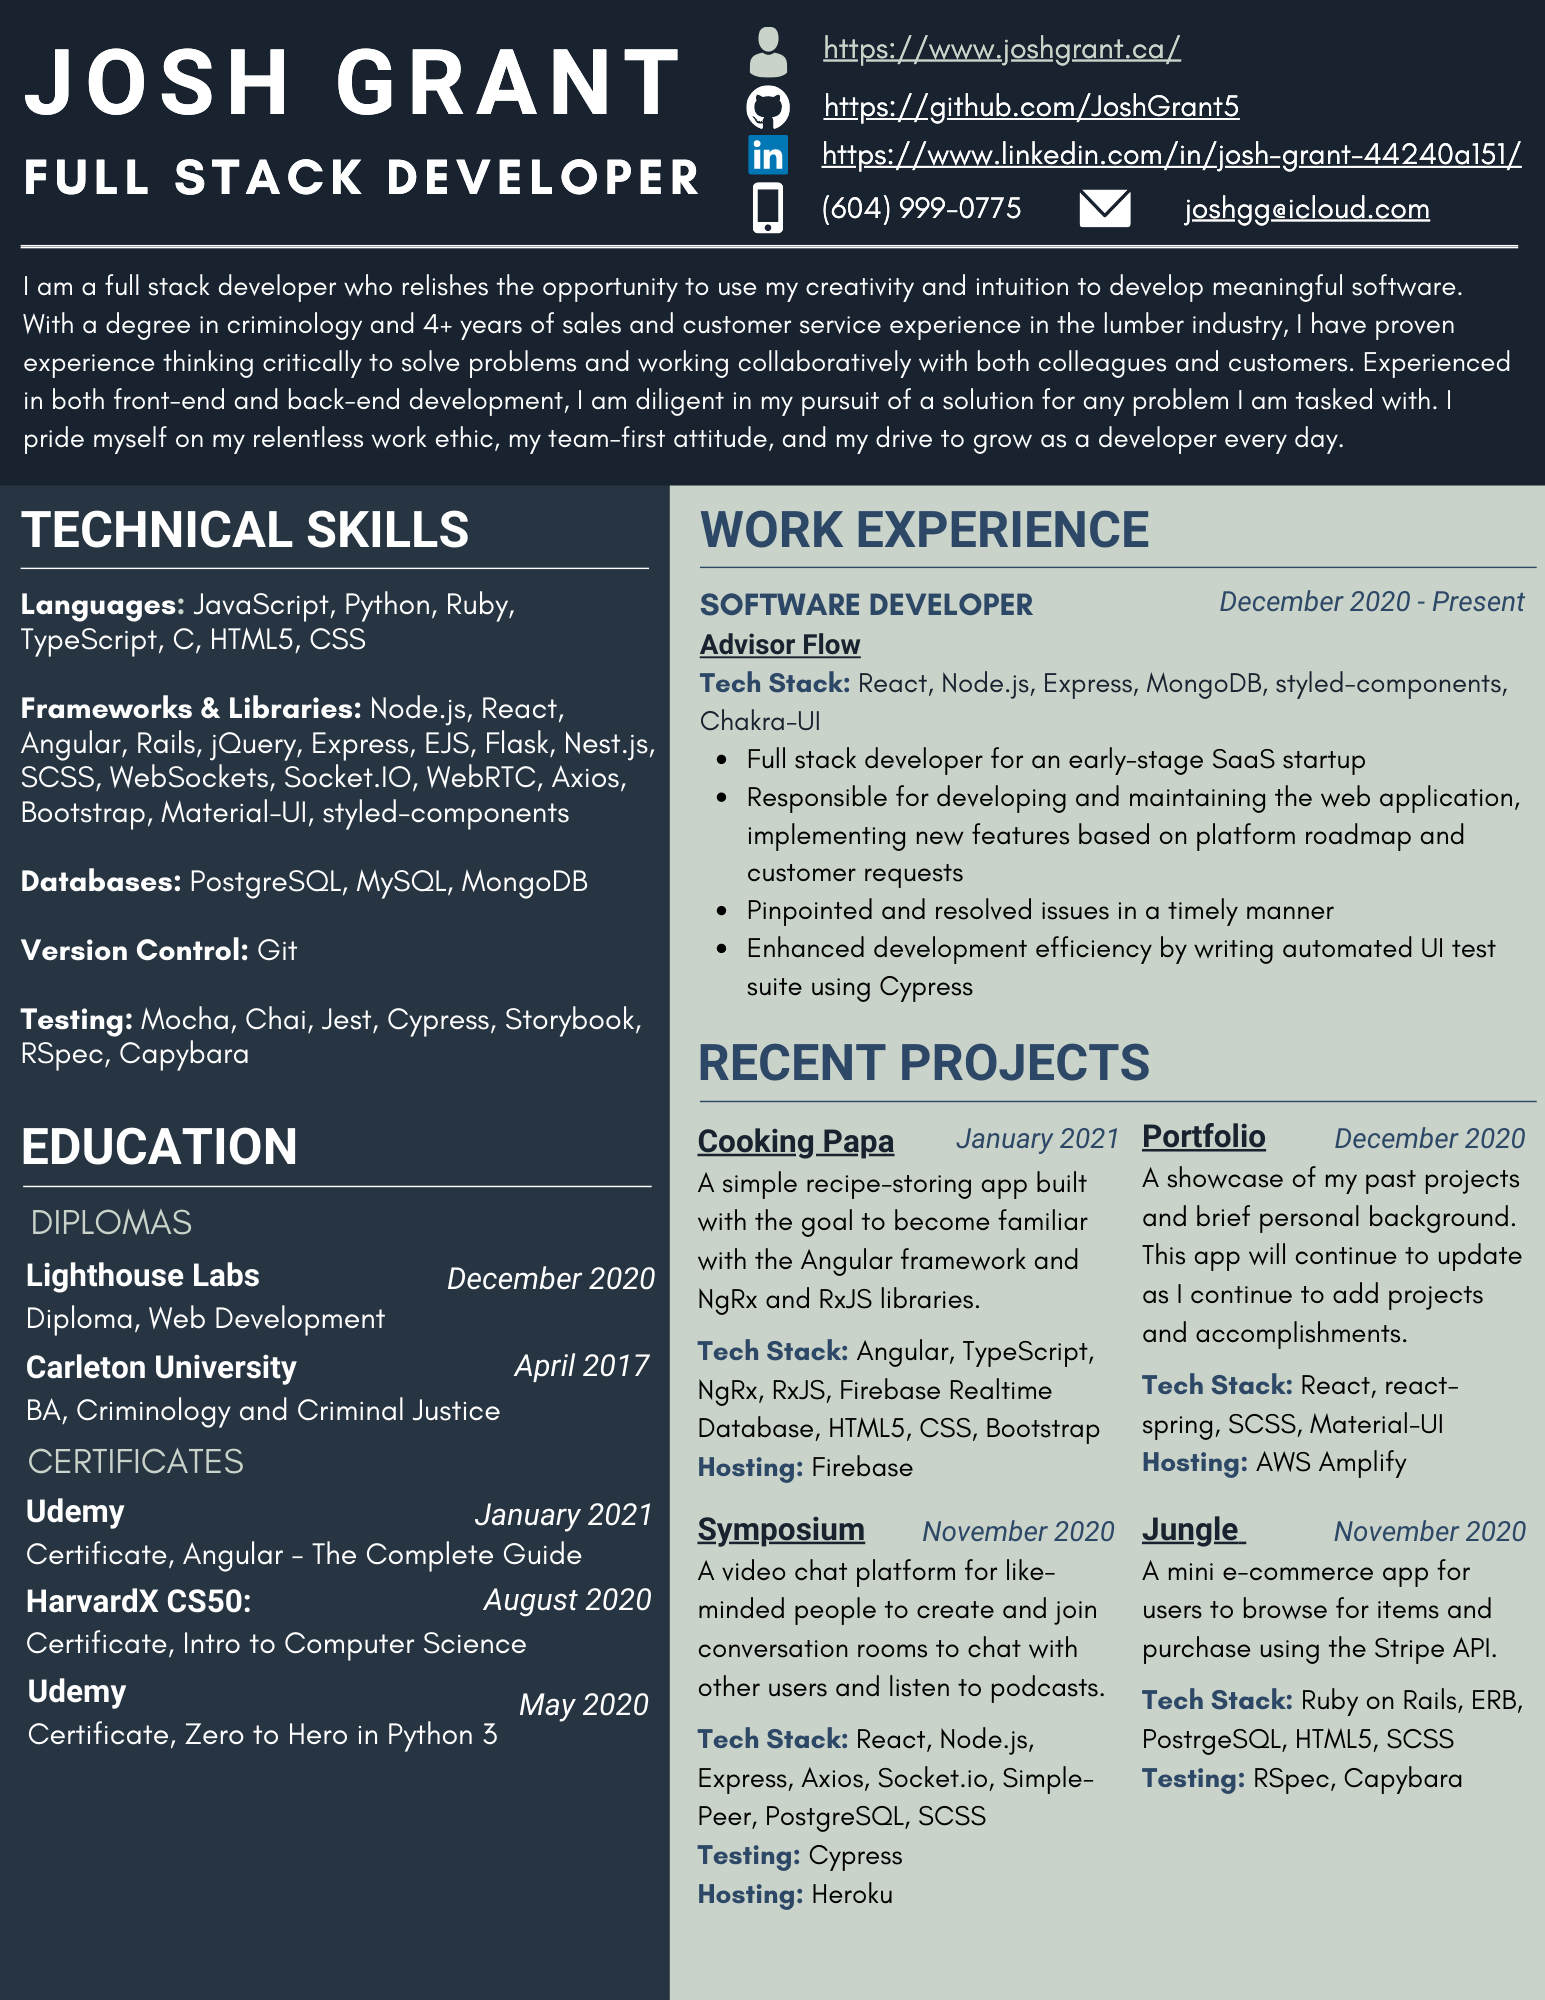 JOSH GRANT
FULL STACK DEVELOPER
https://www.joshgrant.ca/
https://github.com/JoshGrant5
https://www.linkedin.com/in/josh-grant-44240a151/
(604) 999-0775 joshgg@icloud.com
I am a full stack developer who relishes the opportunity to use my creativity and intuition to develop meaningful software.
With a degree in criminology and 4+ years of sales and customer service experience in the lumber industry, I have proven
experience thinking critically to solve problems and working collaboratively with both colleagues and customers. Experienced
in both front-end and back-end development, I am diligent in my pursuit of a solution for any problem I am tasked with. I
pride myself on my relentless work ethic, my team-first attitude, and my drive to grow as a developer every day.
TECHNICAL SKILLS
Languages: JavaScript, Python, Ruby,
TypeScript, C, HTML5, CSS
Frameworks & Libraries: Node.js, React,
Angular, Rails, jQuery, Express, EJS, Flask, Nest.js,
SCSS, WebSockets, Socket.IO, WebRTC, Axios,
Bootstrap, Material-UI, styled-components
Databases: PostgreSQL, MySQL, MongoDB
Version Control: Git
Testing: Mocha, Chai, Jest, Cypress, Storybook,
RSpec, Capybara
EDUCATION
DIPLOMAS
Lighthouse Labs December 2020
Diploma, Web Development
Carleton University April 2017
BA, Criminology and Criminal Justice
CERTIFICATES
Udemy January 2021
Certificate, Angular - The Complete Guide
HarvardX CS50: August 2020
Certificate, Intro to Computer Science
Udemy May 2020
Certificate, Zero to Hero in Python 3
WORK EXPERIENCE
SOFTWARE DEVELOPER December 2020 - Present
Advisor Flow
Tech Stack: React, Node.js, Express, MongoDB, styled-components,
Chakra-UI
• Full stack developer for an early-stage SaaS startup
• Responsible for developing and maintaining the web application,
implementing new features based on platform roadmap and
customer requests
• Pinpointed and resolved issues in a timely manner
• Enhanced development efficiency by writing automated UI test
suite using Cypress
RECENT PROJECTS
Cooking Papa January 2021
A simple recipe-storing app built
with the goal to become familiar
with the Angular framework and
NgRx and RxJS libraries.
Tech Stack: Angular, TypeScript,
NgRx, RxJS, Firebase Realtime
Database, HTML5, CSS, Bootstrap
Hosting: Firebase
Portfolio December 2020
A showcase of my past projects
and brief personal background.
This app will continue to update
as I continue to add projects
and accomplishments.
Tech Stack: React, react-
spring, SCSS, Material-UI
Hosting: AWS Amplify
Symposium November 2020
A video chat platform for like-
minded people to create and join
conversation rooms to chat with
other users and listen to podcasts.
Tech Stack: React, Node.js,
Express, Axios, Socket.io, Simple-
Peer, PostgreSQL, SCSS
Testing: Cypress
Hosting: Heroku
Jungle November 2020
A mini e-commerce app for
users to browse for items and
purchase using the Stripe API.
Tech Stack: Ruby on Rails, ERB,
PostrgeSQL, HTML5, SCSS
Testing: RSpec, Capybara